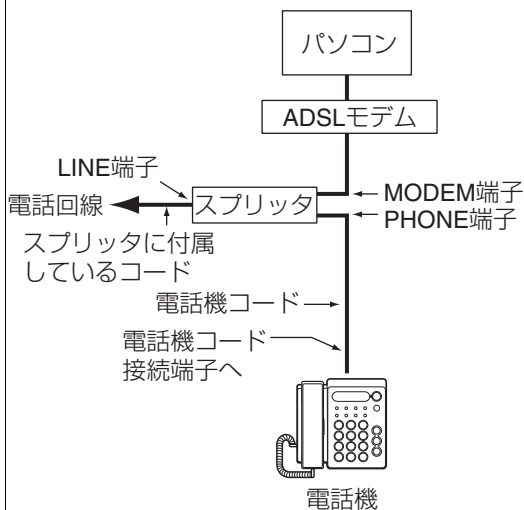 パソコン
ADSLモデム
LINE端子
電話回線
スプリッタ
MODEM端子
PHONE端子
スプリッタに付属
しているコード
電話機コード
電話機コード
接続端子へ
電話機